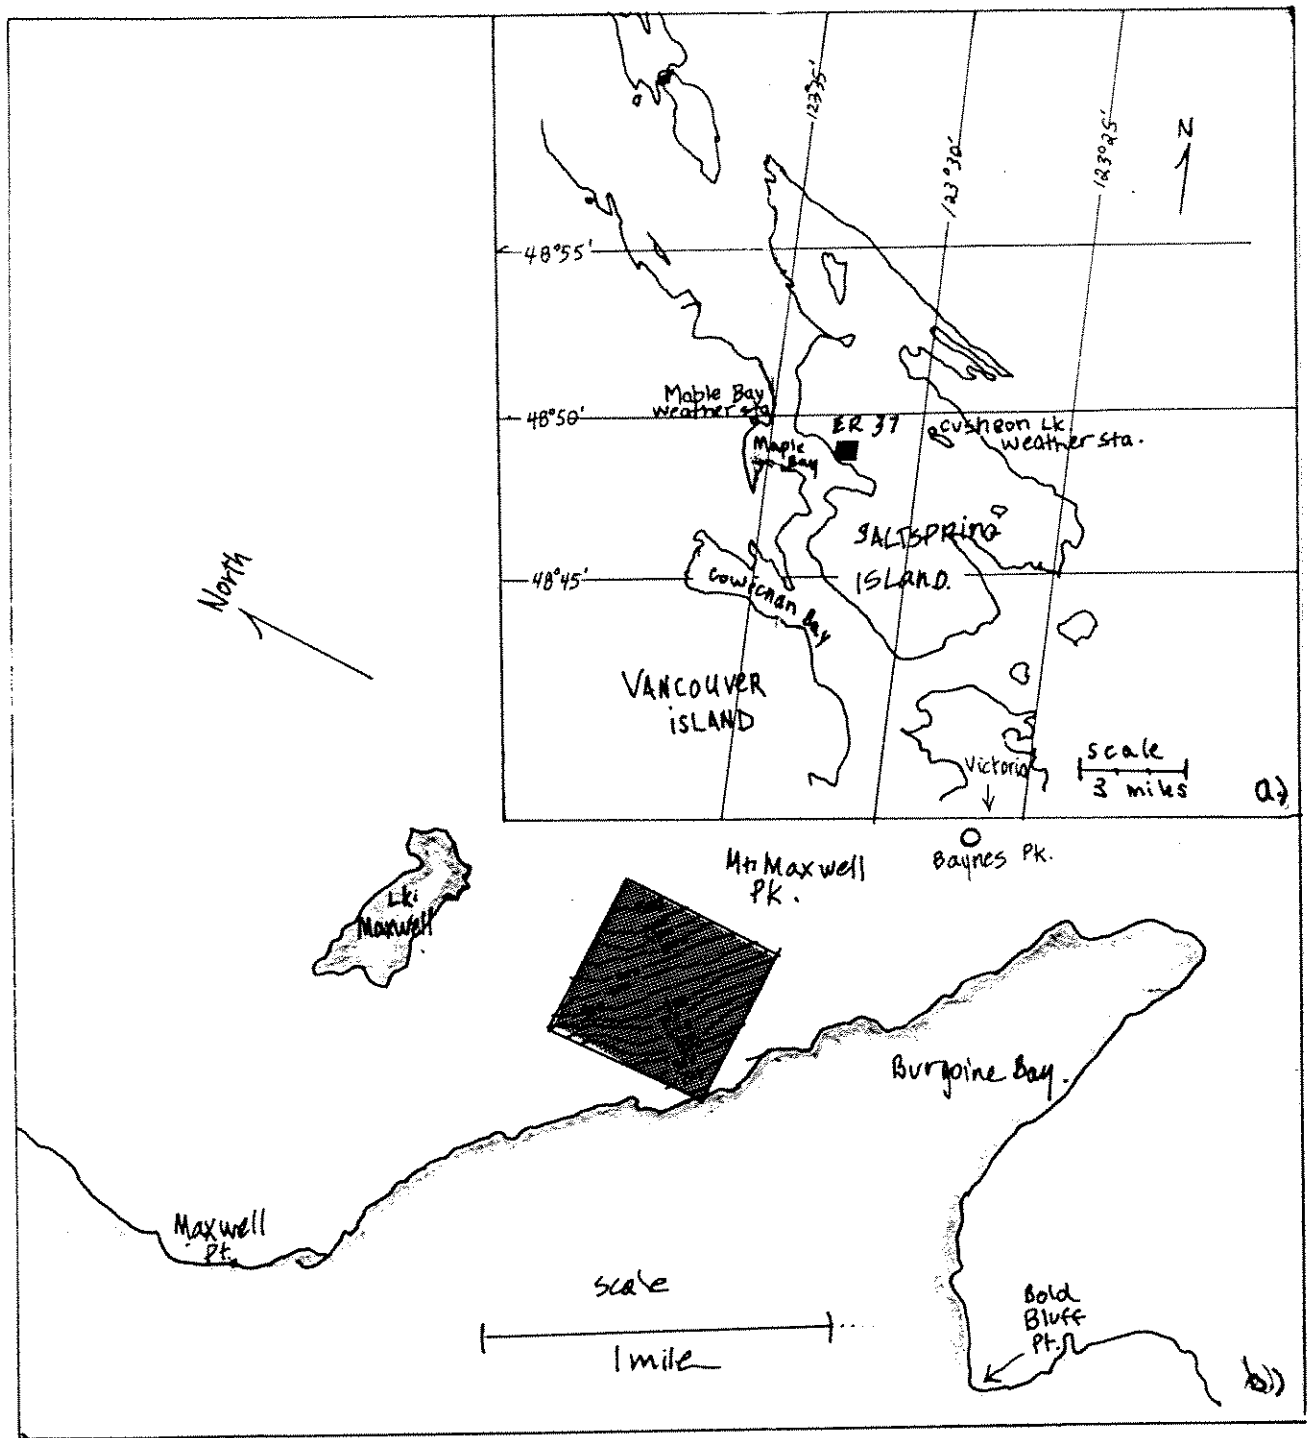 N
123°35'
123°30'
123°25'
48°55'
Maple Bay
weather sta.
48°50'
ER 37
Cusheon Lk
weather sta.
Maple
Bay
SALTSPRING
ISLAND.
48°45'
Cowichan Bay
VANCOUVER
ISLAND
Victoria
scale
3 miles
a)
North
Mt. Maxwell
PK.
Baynes Pk.
Lk.
Maxwell
Burgoine Bay.
Maxwell
Pt.
scale
1 mile
Bold
Bluff
Pt.
b)